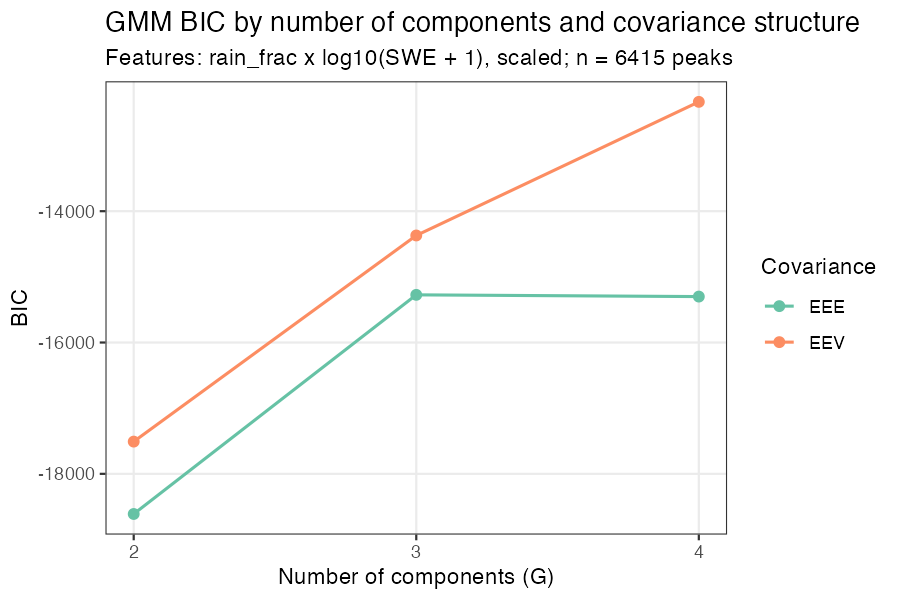 GMM BIC by number of components and covariance structure
Features: rain_frac x log10(SWE + 1), scaled; n = 6415 peaks
-14000
-16000
-18000
BIC
2 3 4
Number of components (G)
Covariance
EEE
EEV